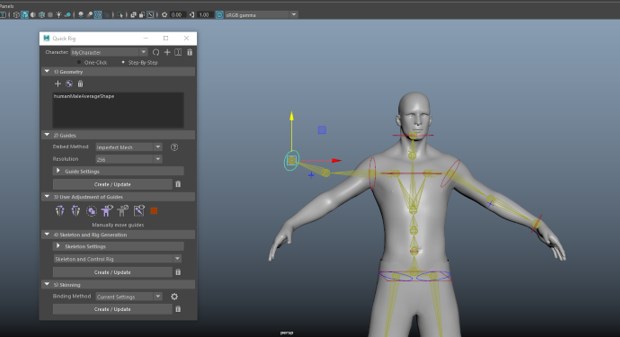 Panels
0.00
1.00
sRGB gamma
Quick Rig
Character: MyCharacter
One-Click
Step-By-Step
1) Geometry
humanMaleAverageShape
2) Guides
Embed Method
Imperfect Mesh
Resolution
256
Guide Settings
Create / Update
3) User Adjustment of Guides
Manually move guides
4) Skeleton and Rig Generation
Skeleton Settings
Skeleton and Control Rig
Create / Update
5) Skinning
Binding Method
Current Settings
Create / Update
persp